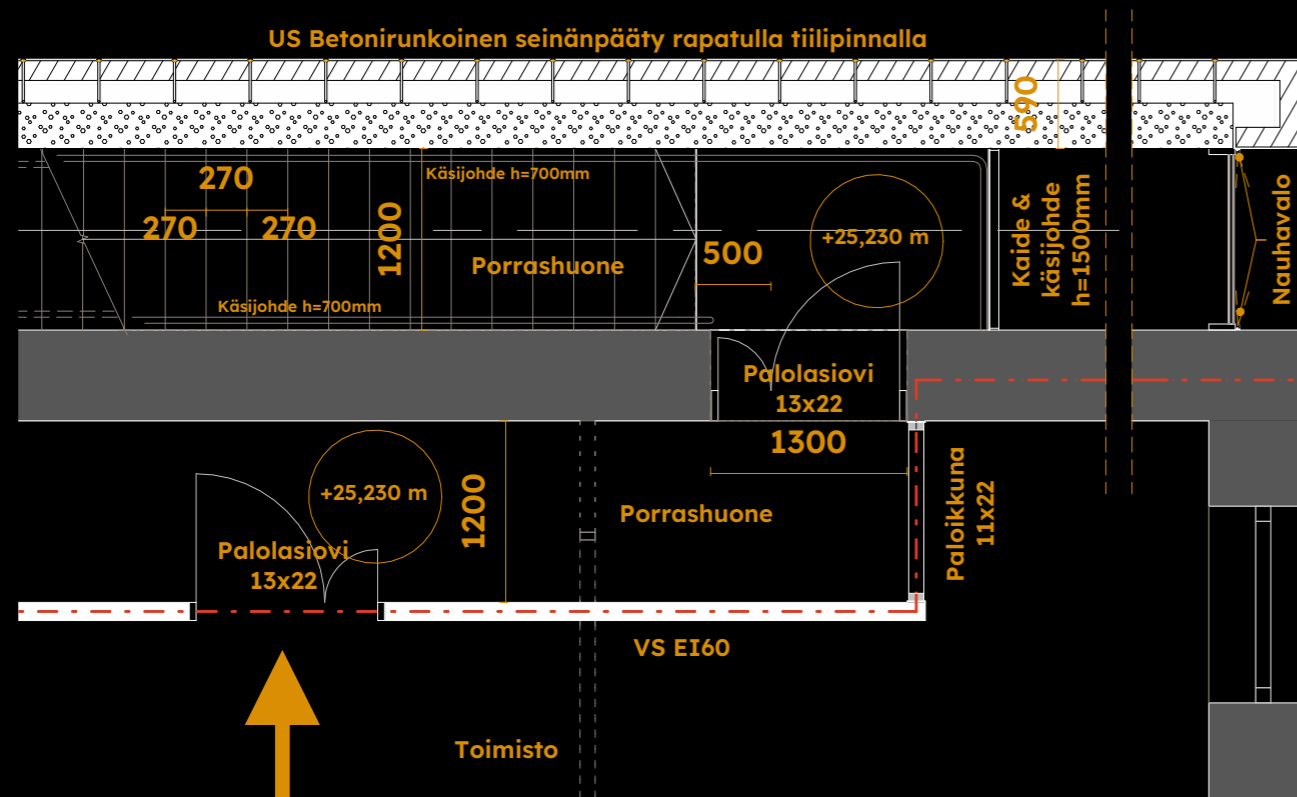 US Betonirunkoinen seinänpääty rapatulla tiilipinnalla
590
270
270
270
Käsijohde h=700mm
1200
Porrashuone
500
+25,230 m
Kaide &
käsijohde
h=1500mm
Nauhavalo
Käsijohde h=700mm
Palolasiovi
13x22
1300
+25,230 m
1200
Porrashuone
Paloikkuna
11x22
Palolasiovi
13x22
VS EI60
Toimisto